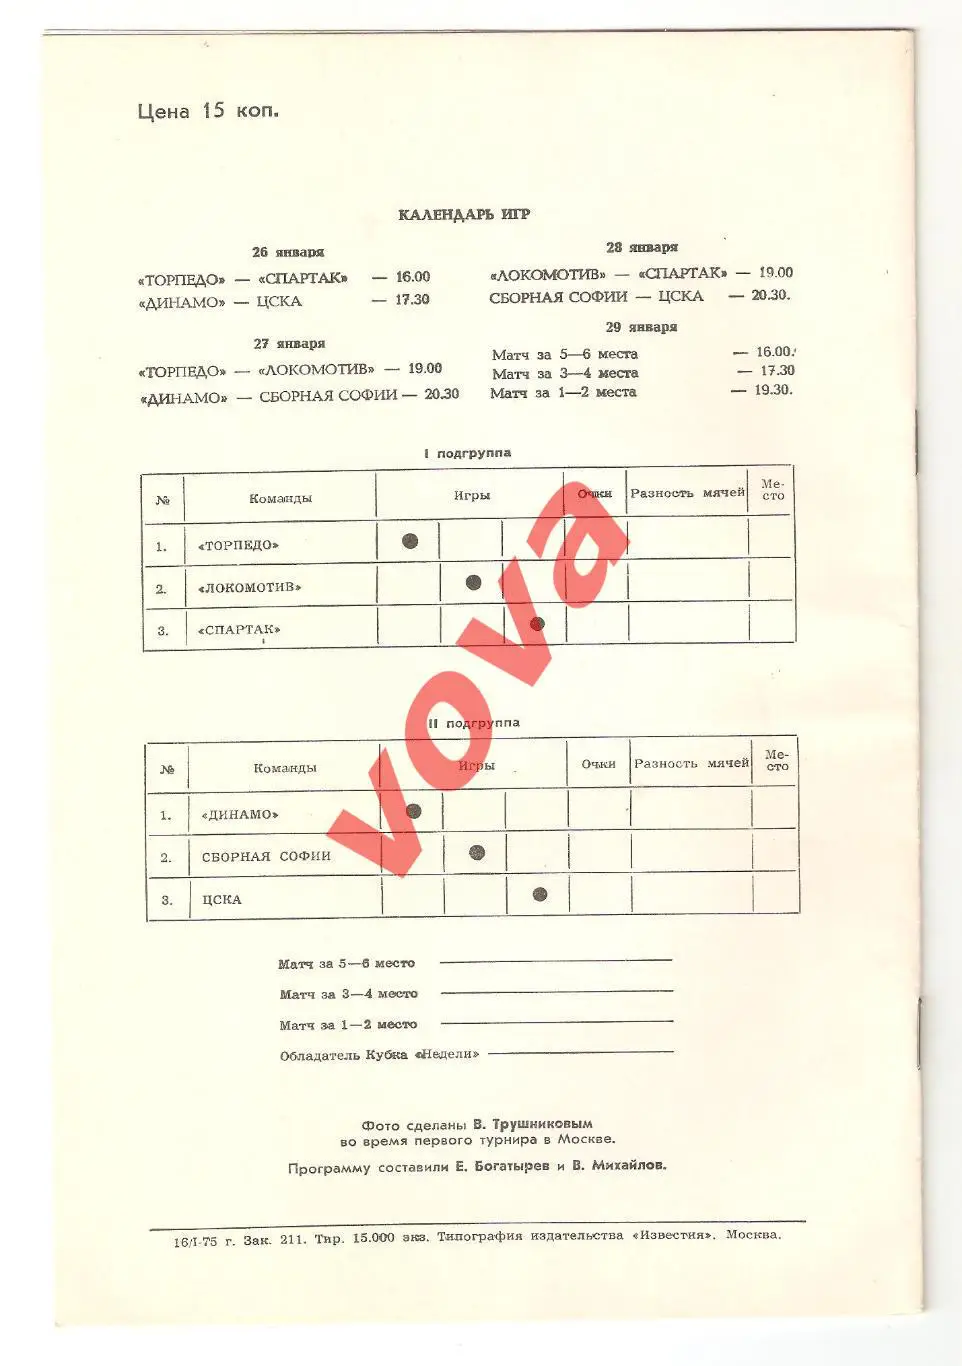 Цена 15 коп.
КАЛЕНДАРЬ ИГР
26 января
«ТОРПЕДО» — «СПАРТАК» — 16.00
«ДИНАМО» — ЦСКА — 17.30
27 января
«ТОРПЕДО» — «ЛОКОМОТИВ» — 19.00
«ДИНАМО» — СБОРНАЯ СОФИИ — 20.30
28 января
«ЛОКОМОТИВ» — «СПАРТАК» — 19.00
СБОРНАЯ СОФИИ — ЦСКА — 20.30.
29 января
Матч за 5—6 места — 16.00.
Матч за 3—4 места — 17.30
Матч за 1—2 места — 19.30.
I подгруппа
№ Команды Игры Очки Разность мячей Ме-
сто
1. «ТОРПЕДО»
2. «ЛОКОМОТИВ»
3. «СПАРТАК»
II подгруппа
№ Команды Игры Очки Разность мячей Ме-
сто
1. «ДИНАМО»
2. СБОРНАЯ СОФИИ
3. ЦСКА
vova
Матч за 5—6 место
Матч за 3—4 место
Матч за 1—2 место
Обладатель Кубка «Недели»
Фото сделаны В. Трушниковым
во время первого турнира в Москве.
Программу составили Е. Богатырев и В. Михайлов.
16/I-75 г. Зак. 211. Тир. 15.000 экз. Типография издательства «Известия». Москва.